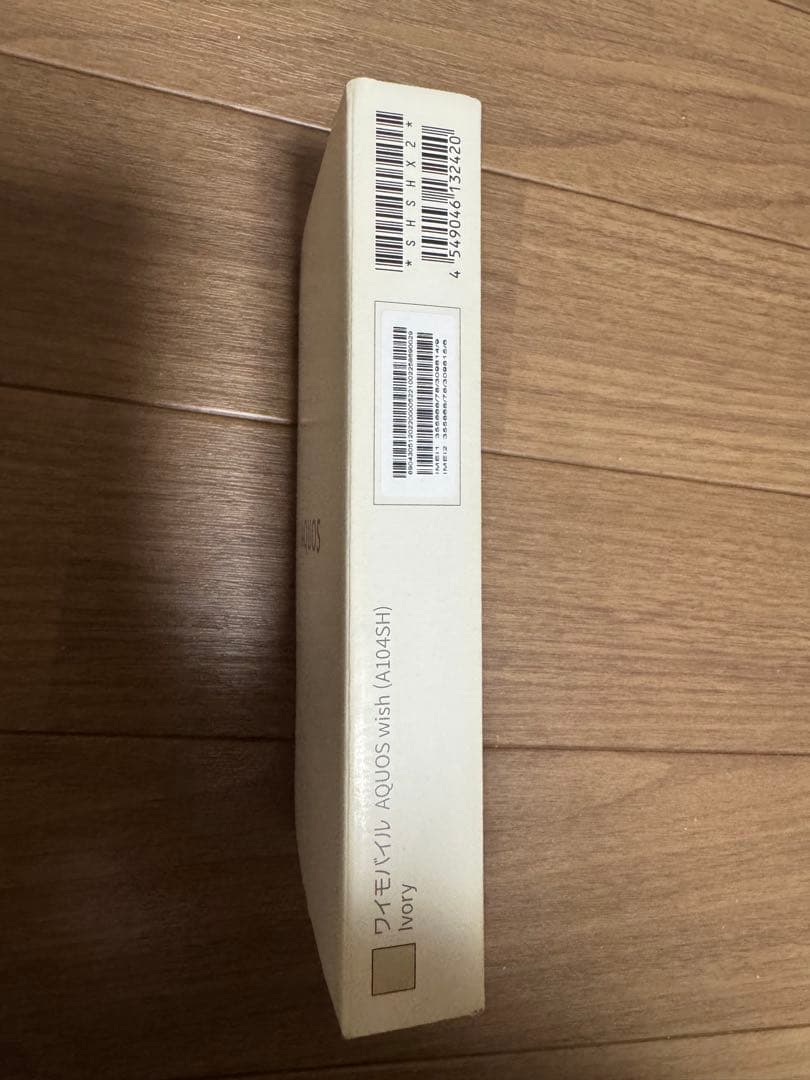 *SHSHX2*
4 549046 132420
IMEI1
IMEI2
AQUOS
ワイモバイル AQUOS wish (A104SH)
Ivory